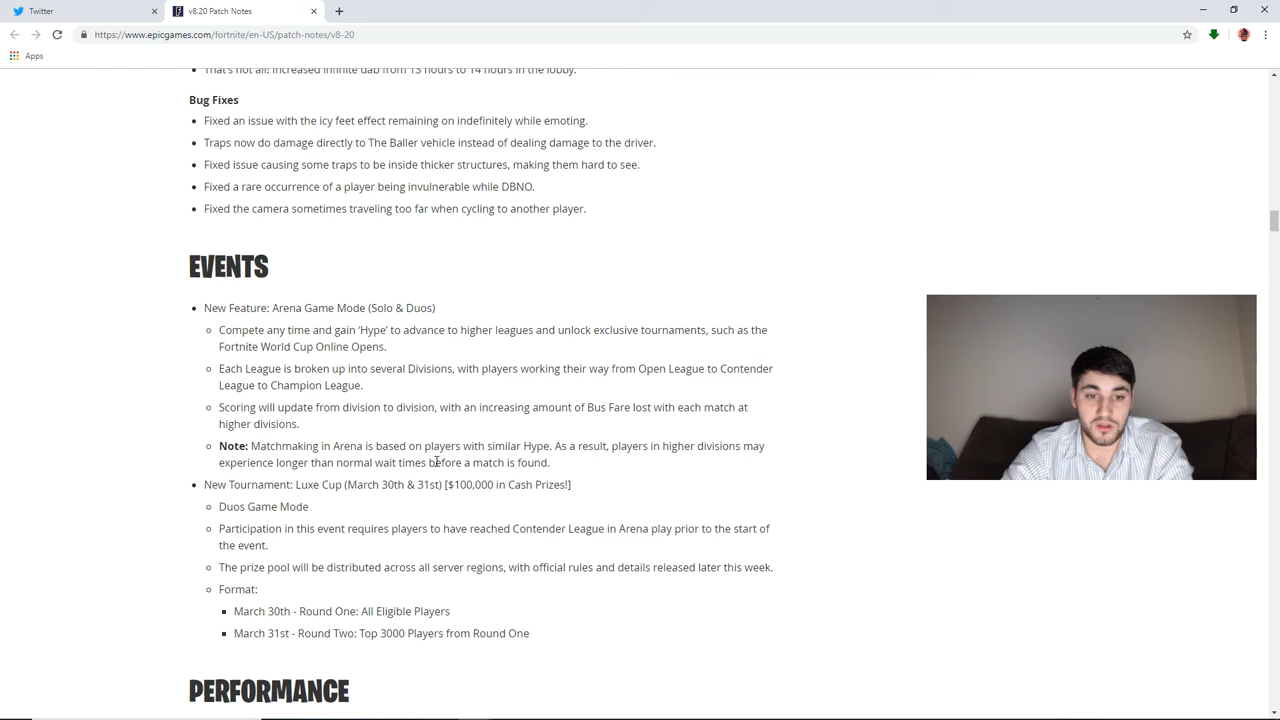 Twitter
v8.20 Patch Notes
https://www.epicgames.com/fortnite/en-US/patch-notes/v8-20
Apps
That's not all! Increased infinite dab from 13 hours to 14 hours in the lobby.
Bug Fixes
Fixed an issue with the icy feet effect remaining on indefinitely while emoting.
Traps now do damage directly to The Baller vehicle instead of dealing damage to the driver.
Fixed issue causing some traps to be inside thicker structures, making them hard to see.
Fixed a rare occurrence of a player being invulnerable while DBNO.
Fixed the camera sometimes traveling too far when cycling to another player.
EVENTS
New Feature: Arena Game Mode (Solo & Duos)
Compete any time and gain ‘Hype’ to advance to higher leagues and unlock exclusive tournaments, such as the
Fortnite World Cup Online Opens.
Each League is broken up into several Divisions, with players working their way from Open League to Contender
League to Champion League.
Scoring will update from division to division, with an increasing amount of Bus Fare lost with each match at
higher divisions.
Note: Matchmaking in Arena is based on players with similar Hype. As a result, players in higher divisions may
experience longer than normal wait times before a match is found.
New Tournament: Luxe Cup (March 30th & 31st) [$100,000 in Cash Prizes!]
Duos Game Mode
Participation in this event requires players to have reached Contender League in Arena play prior to the start of
the event.
The prize pool will be distributed across all server regions, with official rules and details released later this week.
Format:
March 30th - Round One: All Eligible Players
March 31st - Round Two: Top 3000 Players from Round One
PERFORMANCE